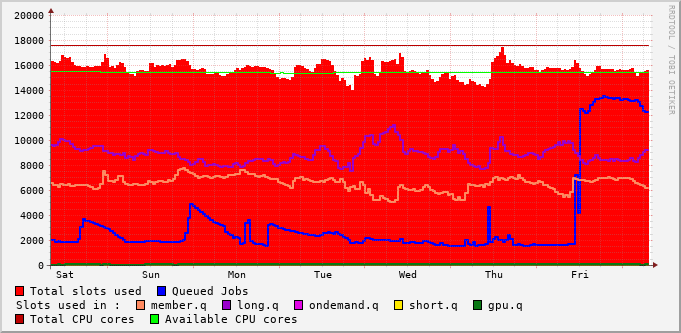 20000
18000
16000
14000
12000
10000
8000
6000
4000
2000
0
Sat Sun Mon Tue Wed Thu Fri
RRDTOOL / TOBI OETIKER
Total slots used Queued Jobs
Slots used in : member.q long.q ondemand.q short.q gpu.q
Total CPU cores Available CPU cores